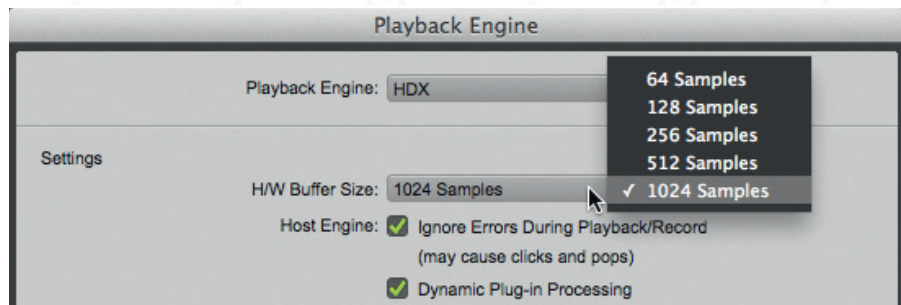 Playback Engine
Playback Engine: HDX
64 Samples
128 Samples
256 Samples
512 Samples
✓ 1024 Samples
Settings
H/W Buffer Size: 1024 Samples
Host Engine: Ignore Errors During Playback/Record
(may cause clicks and pops)
Dynamic Plug-in Processing